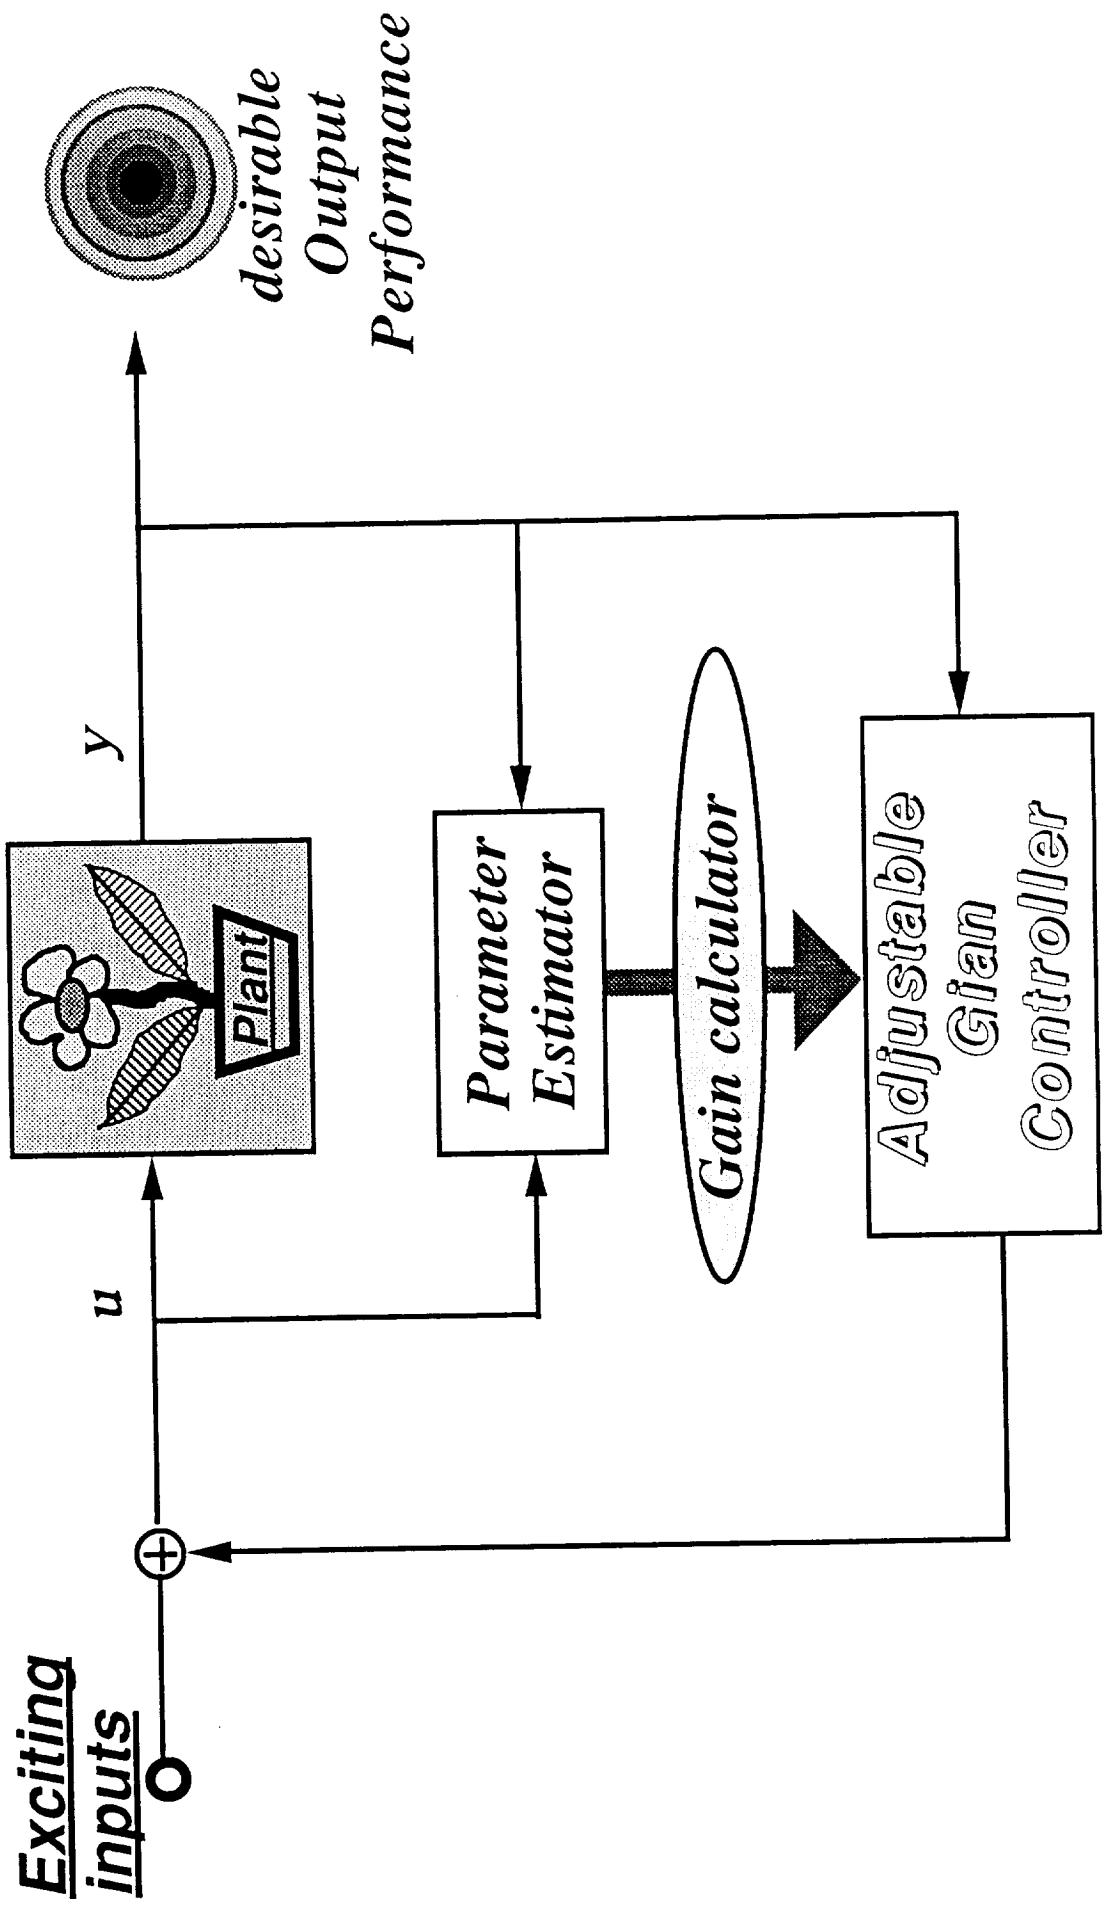 Exciting
inputs
u
Plant
y
desirable
Output
Performance
Parameter
Estimator
Gain calculator
Adjustable
Gian
Controller